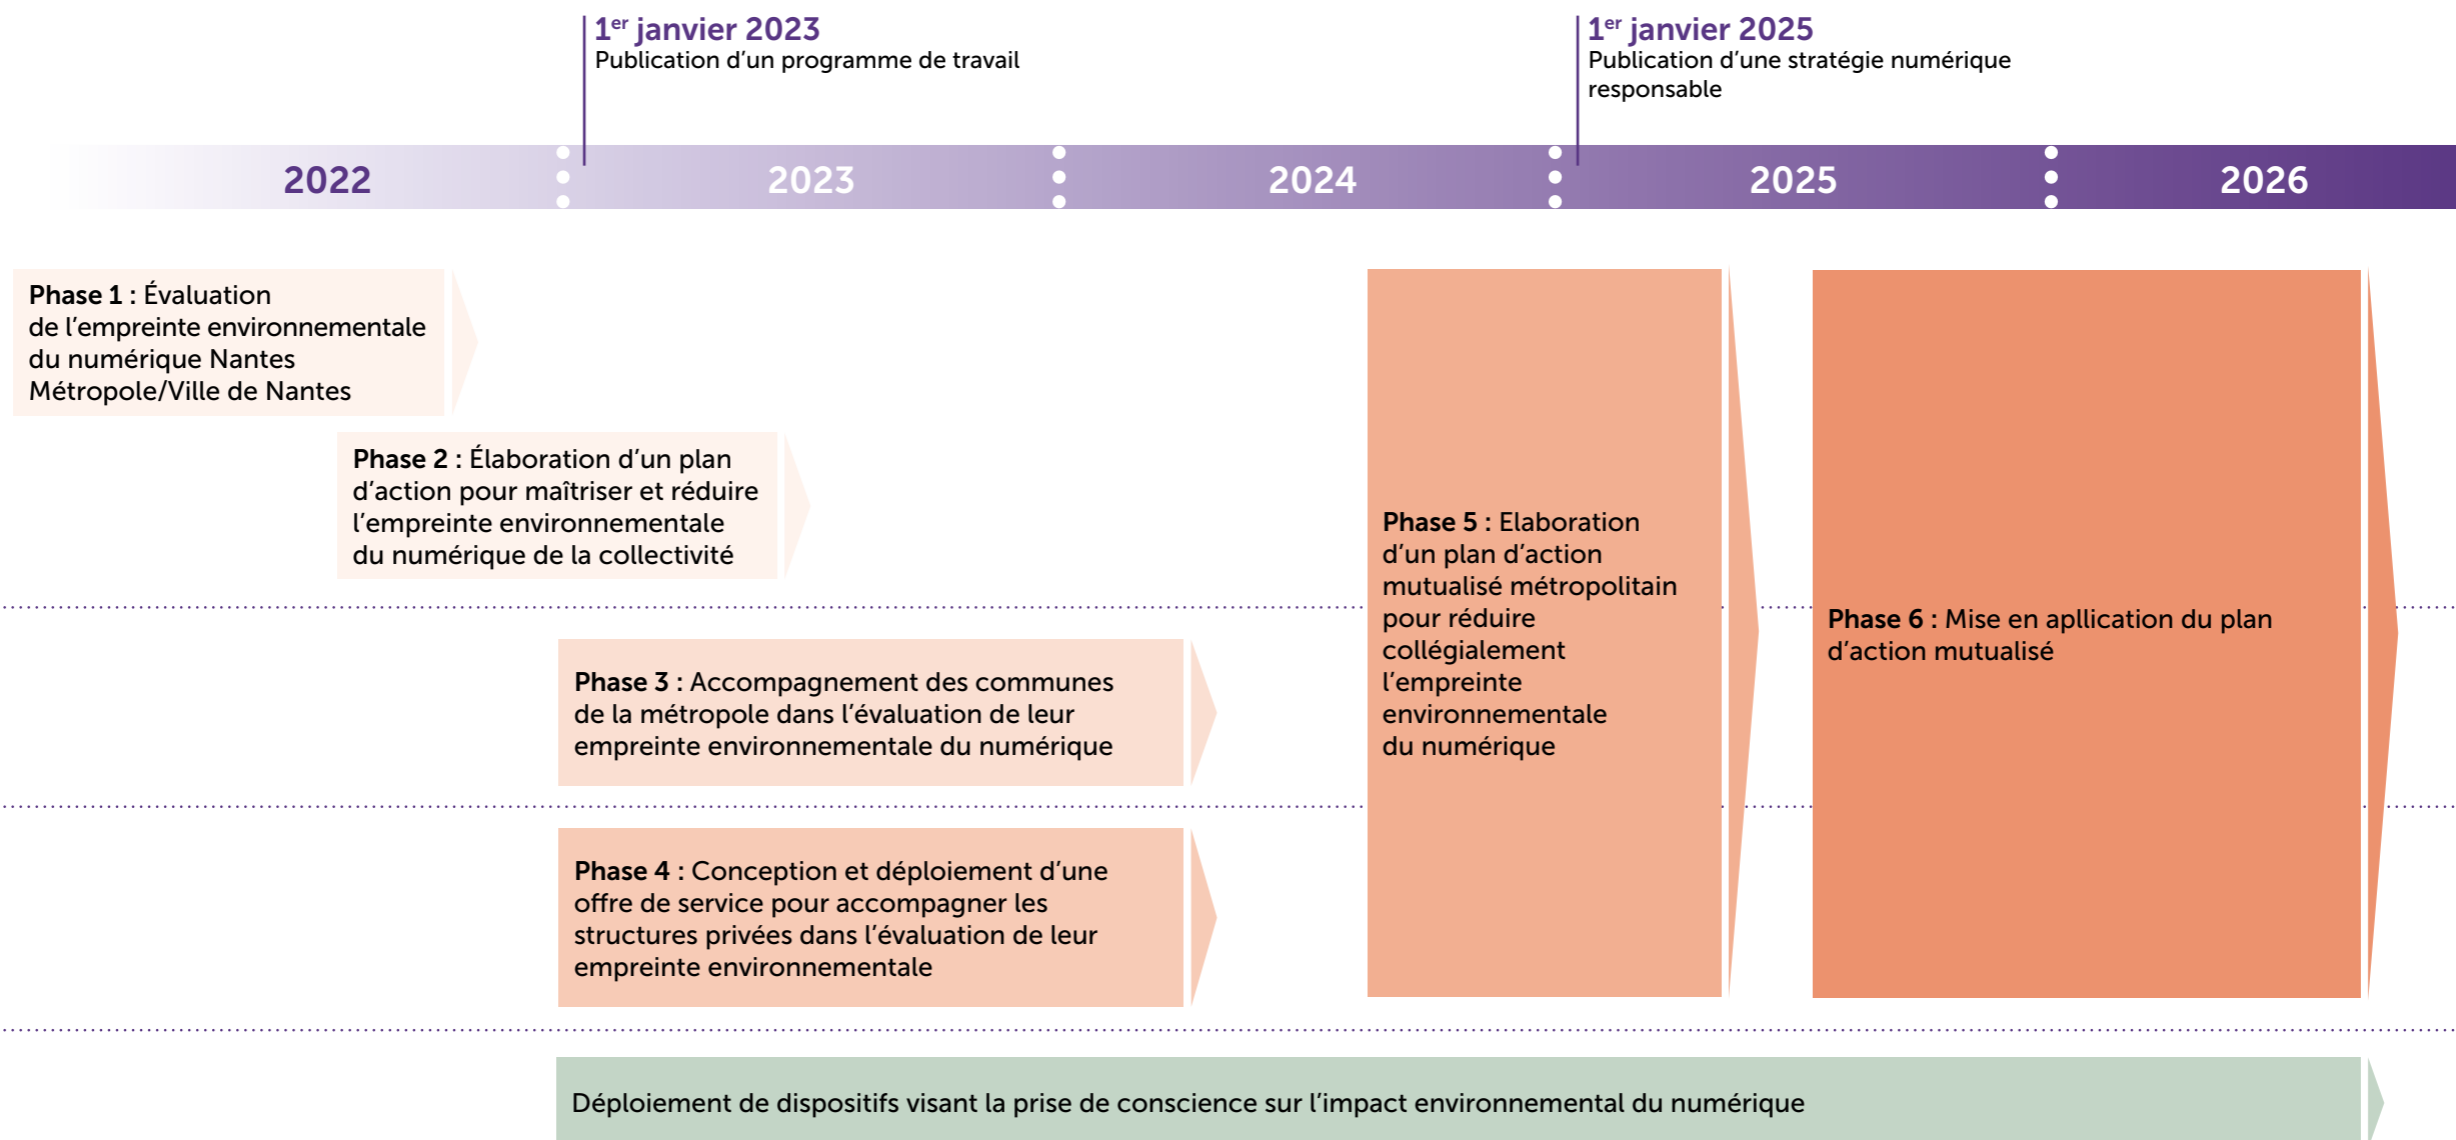 1er janvier 2023
Publication d’un programme de travail
1er janvier 2025
Publication d’une stratégie numérique
responsable
2022
2023
2024
2025
2026
Phase 1 : Évaluation
de l’empreinte environnementale
du numérique Nantes
Métropole/Ville de Nantes
Phase 2 : Élaboration d’un plan
d’action pour maîtriser et réduire
l’empreinte environnementale
du numérique de la collectivité
Phase 3 : Accompagnement des communes
de la métropole dans l’évaluation de leur
empreinte environnementale du numérique
Phase 4 : Conception et déploiement d’une
offre de service pour accompagner les
structures privées dans l’évaluation de leur
empreinte environnementale
Phase 5 : Elaboration
d’un plan d’action
mutualisé métropolitain
pour réduire
collégialement
l’empreinte
environnementale
du numérique
Phase 6 : Mise en apllication du plan
d’action mutualisé
Déploiement de dispositifs visant la prise de conscience sur l’impact environnemental du numérique